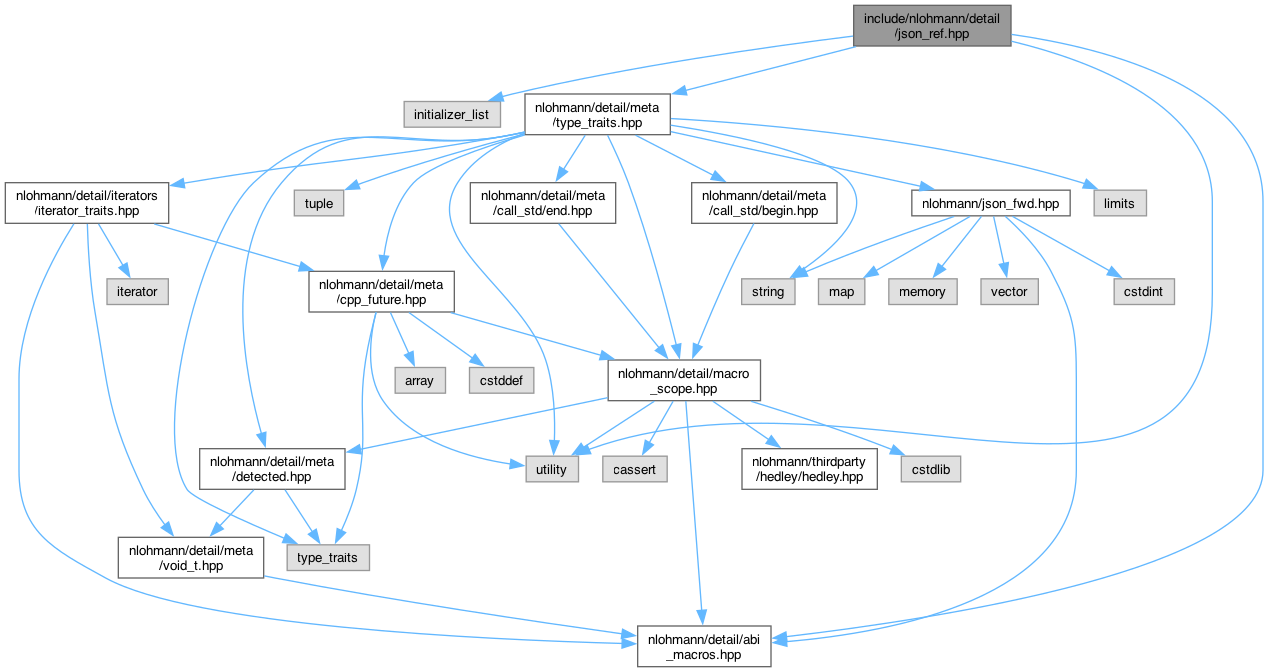 include/nlohmann/detail
/json_ref.hpp
initializer_list
nlohmann/detail/meta
/type_traits.hpp
nlohmann/detail/iterators
/iterator_traits.hpp
tuple
nlohmann/detail/meta
/call_std/end.hpp
nlohmann/detail/meta
/call_std/begin.hpp
nlohmann/json_fwd.hpp
limits
iterator
nlohmann/detail/meta
/cpp_future.hpp
string
map
memory
vector
cstdint
array
cstddef
nlohmann/detail/macro
_scope.hpp
nlohmann/detail/meta
/detected.hpp
utility
cassert
nlohmann/thirdparty
/hedley/hedley.hpp
cstdlib
nlohmann/detail/meta
/void_t.hpp
type_traits
nlohmann/detail/abi
_macros.hpp